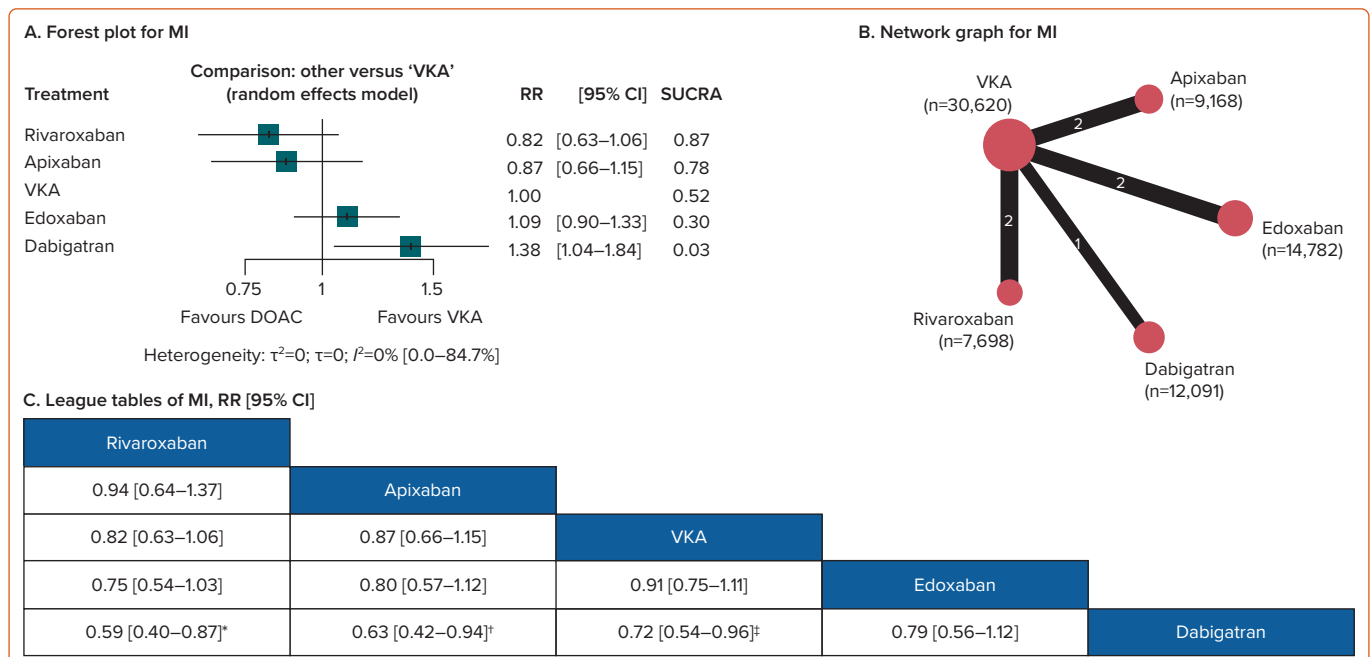 A. Forest plot for MI
Comparison: other versus ‘VKA’
Treatment (random effects model) RR [95% CI] SUCRA
Rivaroxaban 0.82 [0.63–1.06] 0.87
Apixaban 0.87 [0.66–1.15] 0.78
VKA 1.00 0.52
Edoxaban 1.09 [0.90–1.33] 0.30
Dabigatran 1.38 [1.04–1.84] 0.03
0.75 1 1.5
Favours DOAC Favours VKA
Heterogeneity: τ²=0; τ=0; I²=0% [0.0–84.7%]
B. Network graph for MI
VKA
(n=30,620)
Apixaban
(n=9,168)
2
2
Edoxaban
(n=14,782)
2
1
Rivaroxaban
(n=7,698)
Dabigatran
(n=12,091)
C. League tables of MI, RR [95% CI]
Rivaroxaban
0.94 [0.64–1.37] Apixaban
0.82 [0.63–1.06] 0.87 [0.66–1.15] VKA
0.75 [0.54–1.03] 0.80 [0.57–1.12] 0.91 [0.75–1.11] Edoxaban
0.59 [0.40–0.87]* 0.63 [0.42–0.94]† 0.72 [0.54–0.96]‡ 0.79 [0.56–1.12] Dabigatran